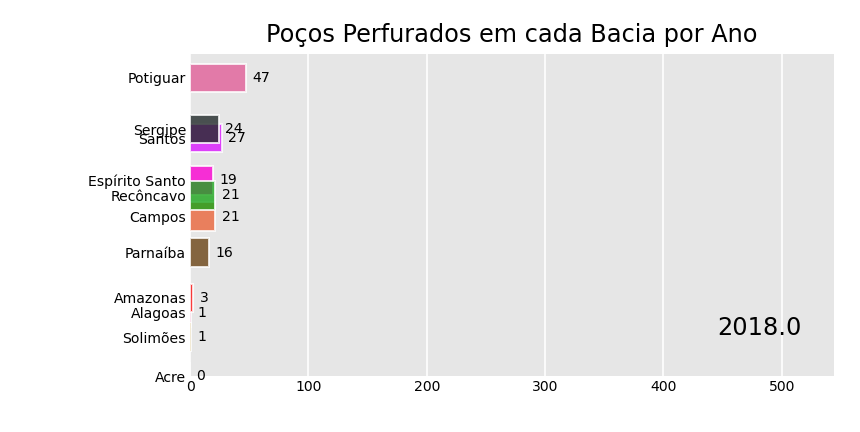 Poços Perfurados em cada Bacia por Ano
Potiguar 47
Sergipe 24
Santos 27
Espírito Santo 19
Recôncavo 21
Campos 21
Parnaíba 16
Amazonas 3
Alagoas 1
2018.0
Solimões 1
Acre 0
0 100 200 300 400 500